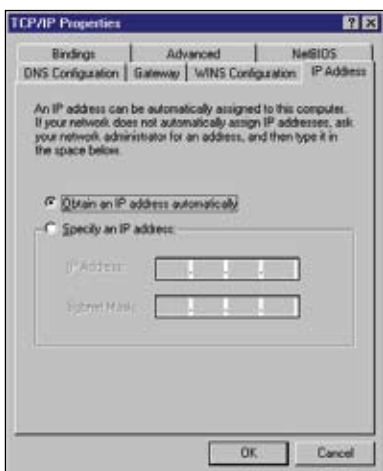 TCP/IP Properties
Bindings Advanced NetBIOS
DNS Configuration Gateway WINS Configuration IP Address
An IP address can be automatically assigned to this computer.
If your network does not automatically assign IP addresses, ask
your network administrator for an address, and then type it in
the space below.
Obtain an IP address automatically
Specify an IP address:
IP Address:
Subnet Mask:
OK Cancel